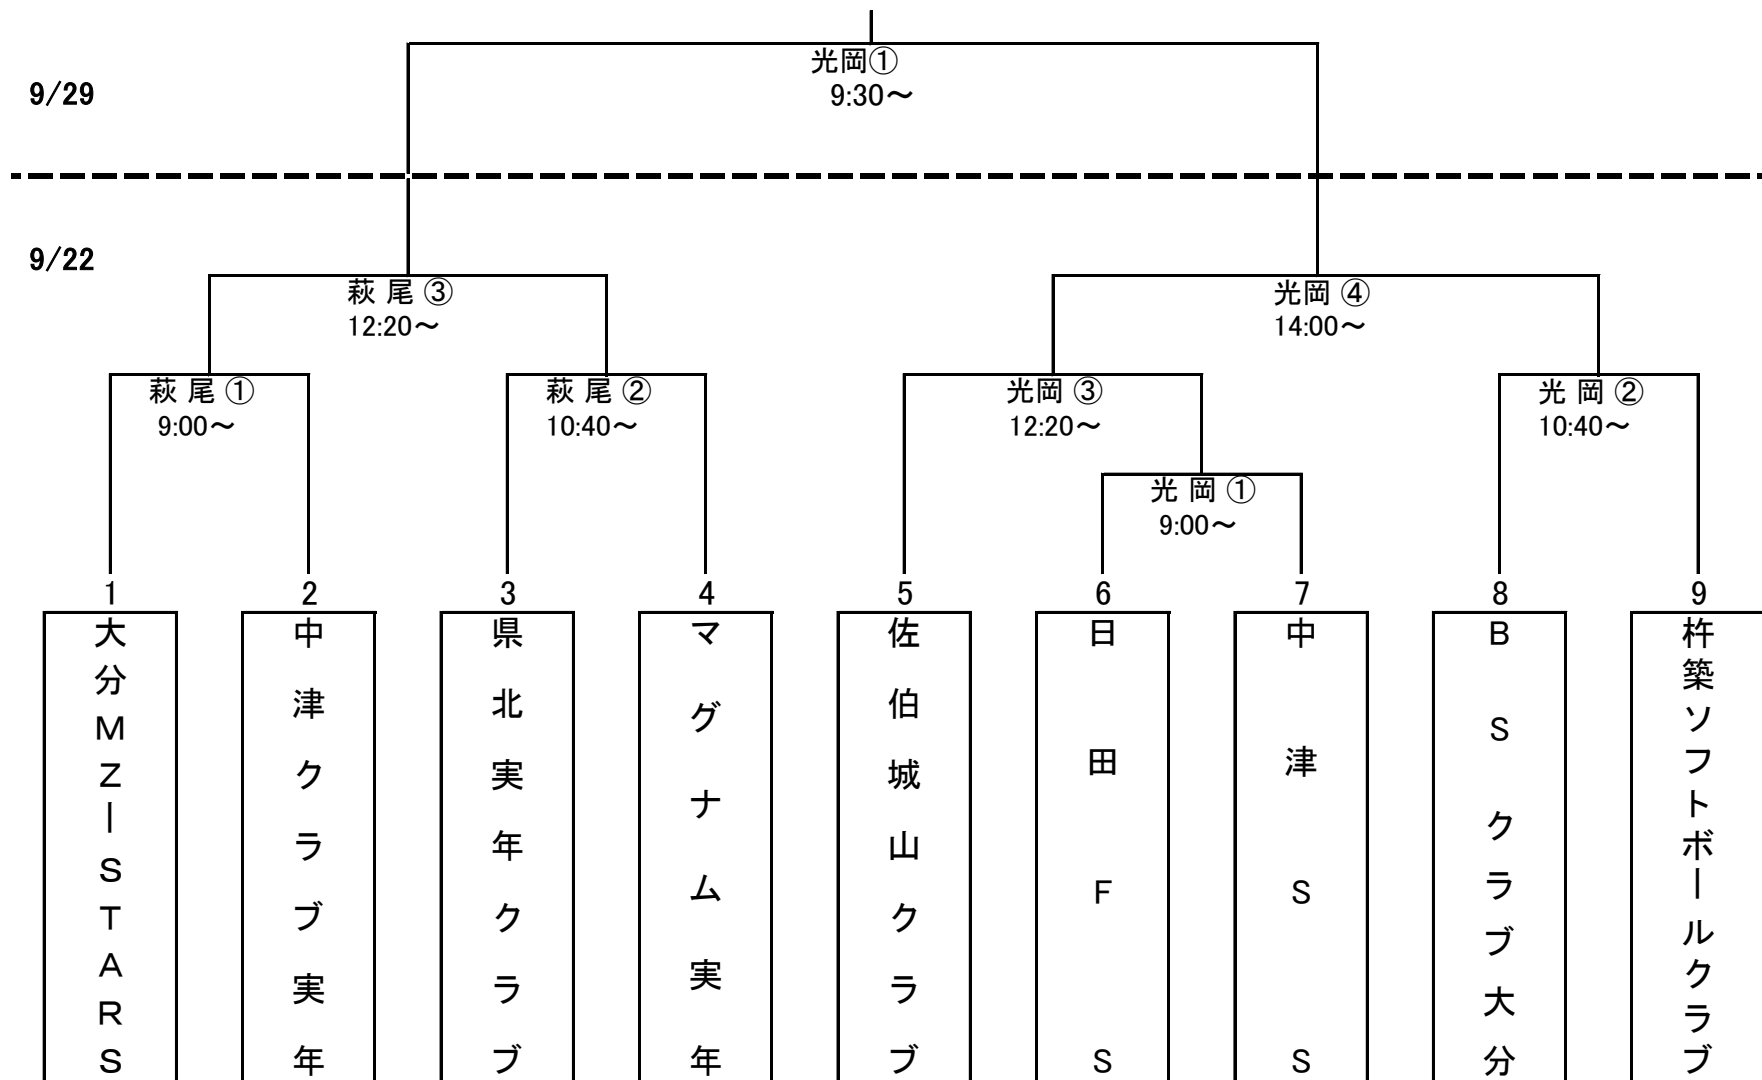 光岡①
9:30～
9/29
9/22
萩 尾 ③
12:20～
光岡 ④
14:00～
萩 尾 ①
9:00～
萩 尾 ②
10:40～
光岡 ③
12:20～
光 岡 ②
10:40～
光 岡 ①
9:00～
1
2
3
4
5
6
7
8
9
大分ＭＺ－ＳＴＡＲＳ
中津クラブ実年
県北実年クラブ
マグナム実年
佐伯城山クラブ
日田ＦＳ
中津ＳＳ
ＢＳクラブ大分
杵築ソフトボールクラブ